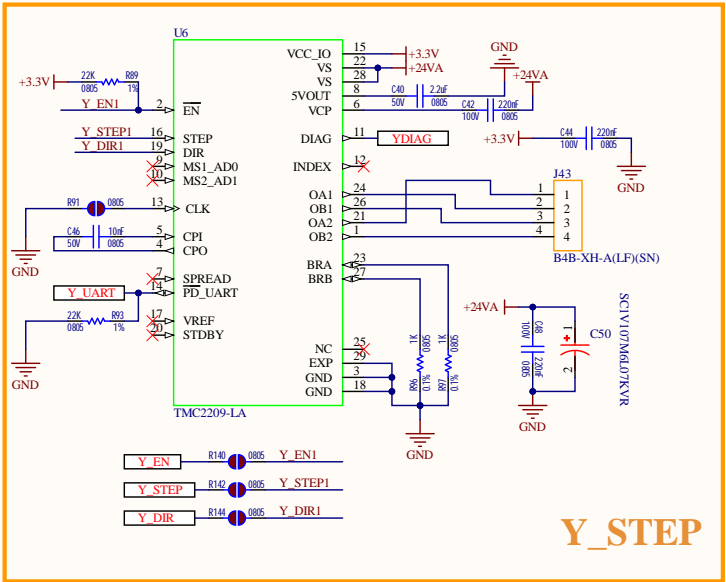 U6
VCC_IO 15 +3.3V
VS 22 +24VA
VS 28
5VOUT 8 C40 50V 2.2uF 0805 GND
VCP 6 C42 100V 220nF 0805 +24VA
+3.3V 22K 0805 R89 1%
Y_EN1 2 EN
Y_STEP1 16 STEP
Y_DIR1 19 DIR
9 MS1_AD0
10 MS2_AD1
DIAG 11 YDIAG
INDEX 12
+3.3V C44 100V 220nF 0805 GND
R91 0805 13 CLK
GND
C46 50V 10nF 0805 5 CPI
4 CPO
OA1 24
OB1 26
OA2 21
OB2 1
J43
1 1
2 2
3 3
4 4
B4B-XH-A(LF)(SN)
7 SPREAD
Y_UART 14 PD_UART
22K 0805 R93 1%
GND
17 VREF
20 STDBY
BRA 23
BRB 27
R96 0.1% 1K 0805
R97 0.1% 1K 0805
NC 25
EXP 29
GND 3
GND 18
GND
TMC2209-LA
+24VA
C48 220nF
100V 0805
1 + C50 2
SC1V107M6L07KVR
GND
Y_EN R140 0805 Y_EN1
Y_STEP R142 0805 Y_STEP1
Y_DIR R144 0805 Y_DIR1
Y_STEP